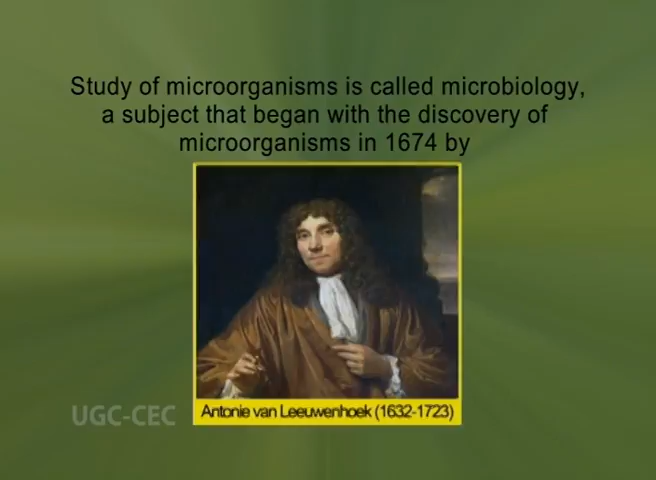 Study of microorganisms is called microbiology,
a subject that began with the discovery of
microorganisms in 1674 by
Antonie van Leeuwenhoek (1632-1723)
UGC-CEC